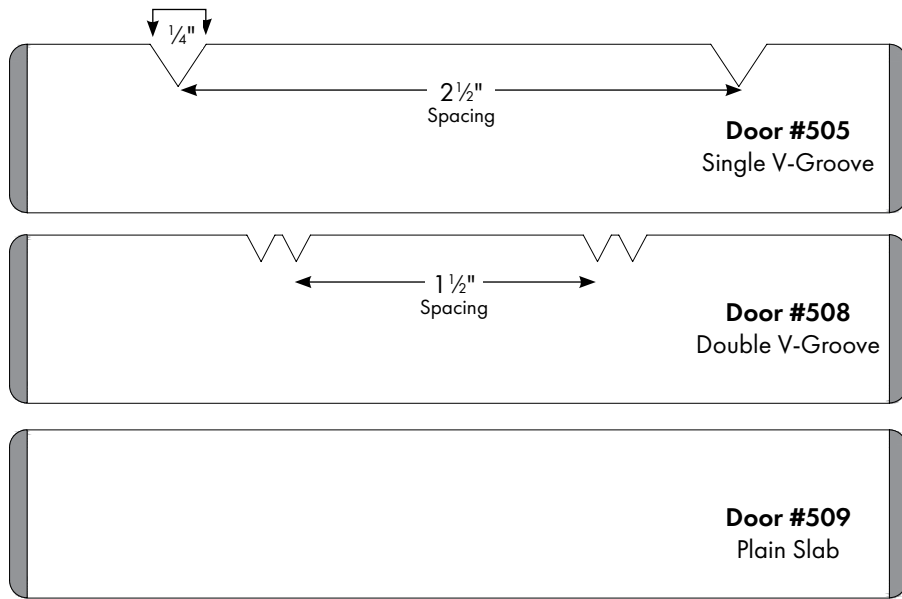 ¼"
2½"
Spacing
Door #505
Single V-Groove
1½"
Spacing
Door #508
Double V-Groove
Door #509
Plain Slab